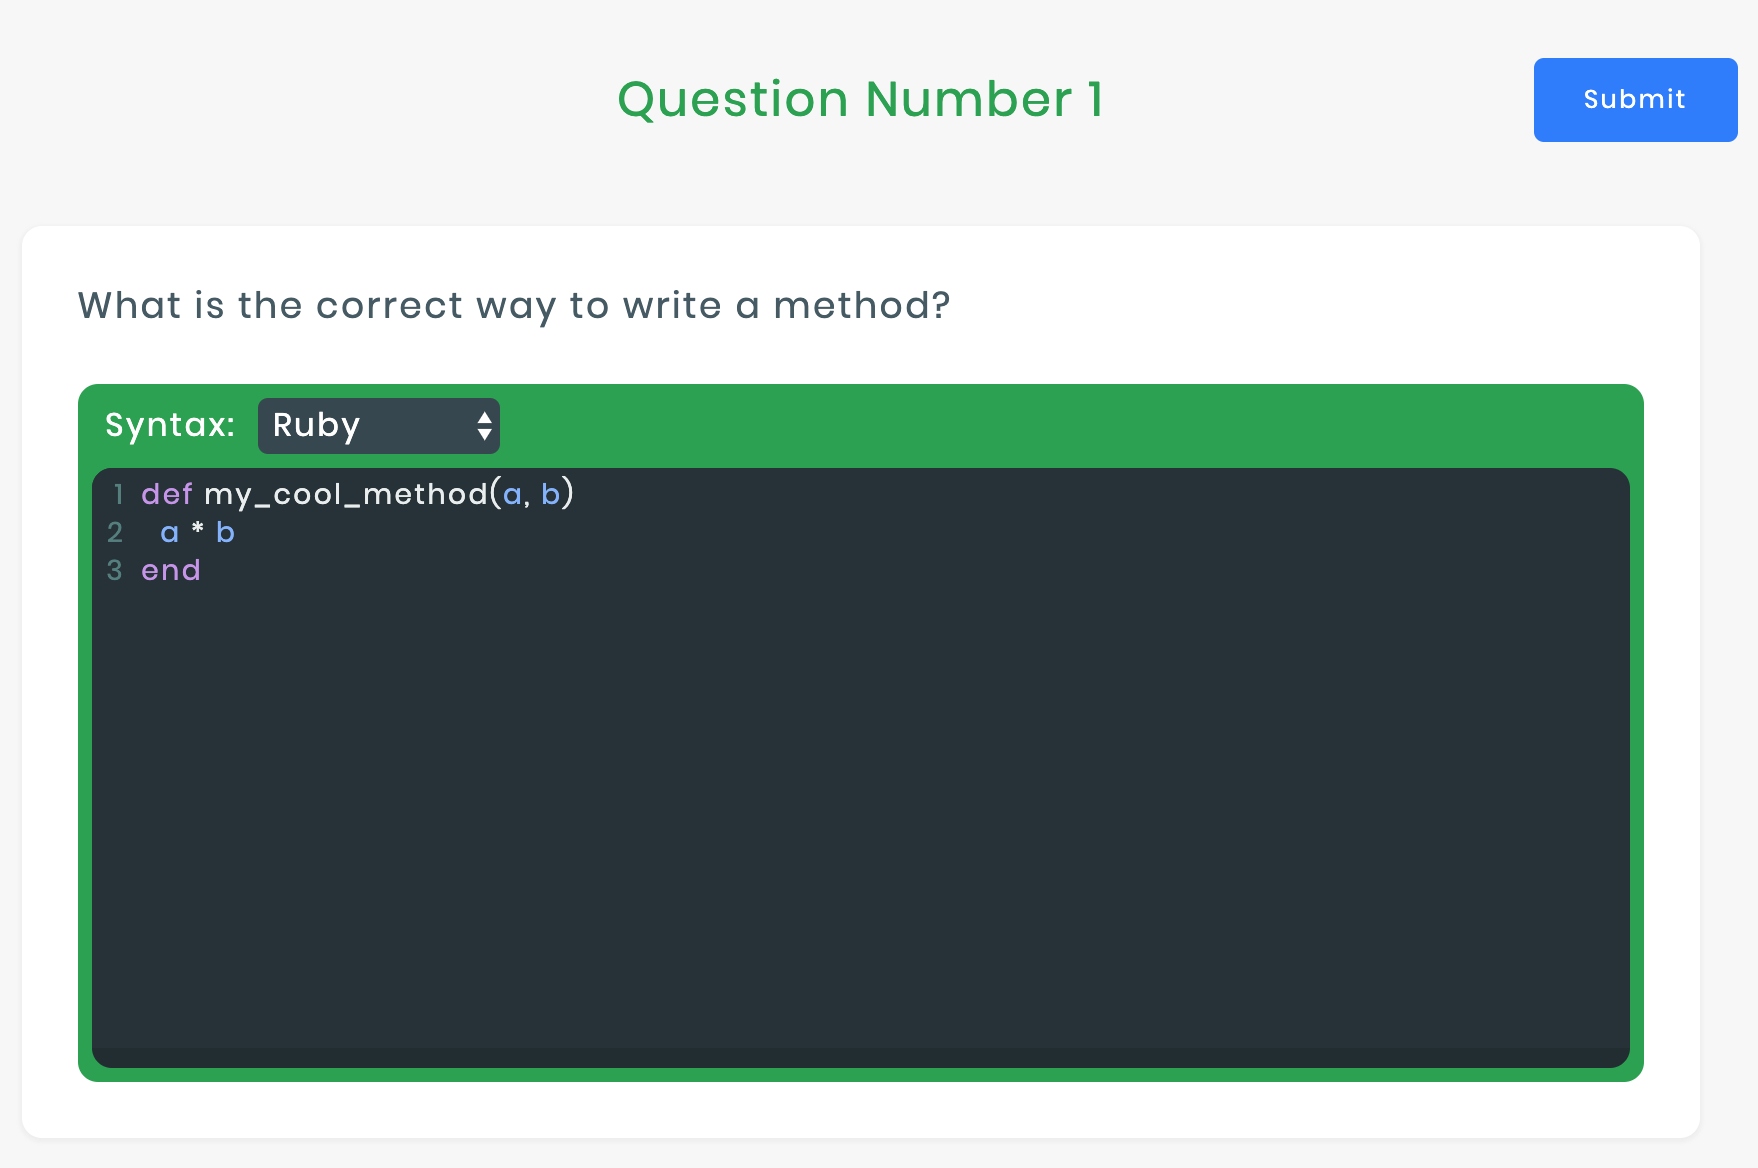 Question Number 1
Submit
What is the correct way to write a method?
Syntax: Ruby
1 def my_cool_method(a, b)
2   a * b
3 end